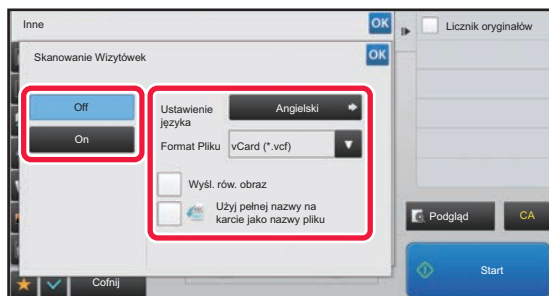 Inne
OK
Licznik oryginałów
Skanowanie Wizytówek
OK
Off
On
Ustawienie
języka
Angielski
Format Pliku
vCard (*.vcf)
Wyśl. rów. obraz
Użyj pełnej nazwy na
karcie jako nazwy pliku
Podgląd
CA
Cofnij
Start